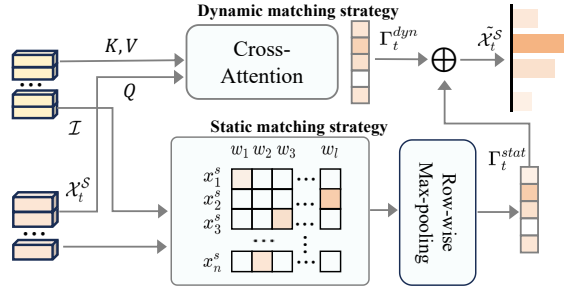 Dynamic matching strategy
K, V
Q
Cross-
Attention
Γ_t^{dyn}
⊕
\tilde{𝒳}_t^𝒮
...
ℐ
𝒳_t^𝒮
Static matching strategy
w_1 w_2 w_3 ... w_l
x_1^s
x_2^s ...
x_3^s ...
... ...
x_n^s ...
Row-wise
Max-pooling
Γ_t^{stat}
...